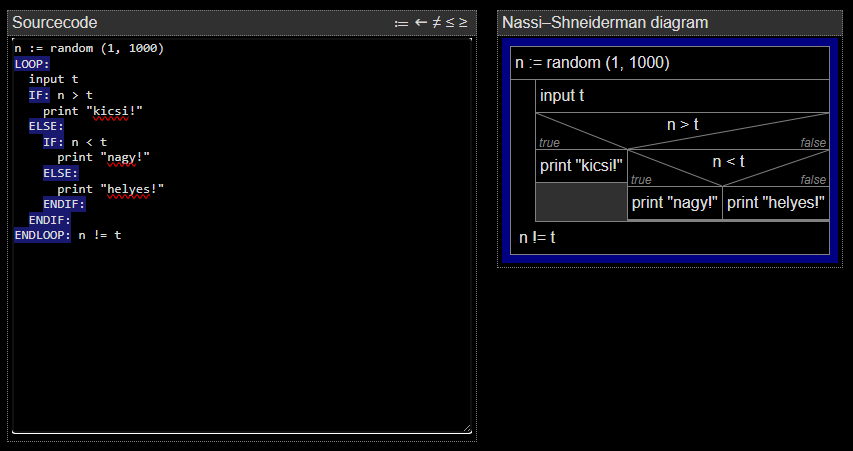 Sourcecode
≔ ← ≠ ≤ ≥
n := random (1, 1000)
LOOP:
input t
IF: n > t
print "kicsi!"
ELSE:
IF: n < t
print "nagy!"
ELSE:
print "helyes!"
ENDIF:
ENDIF:
ENDLOOP: n != t
Nassi–Shneiderman diagram
n := random (1, 1000)
input t
n > t
true false
print "kicsi!"
n < t
true false
print "nagy!" print "helyes!"
n != t